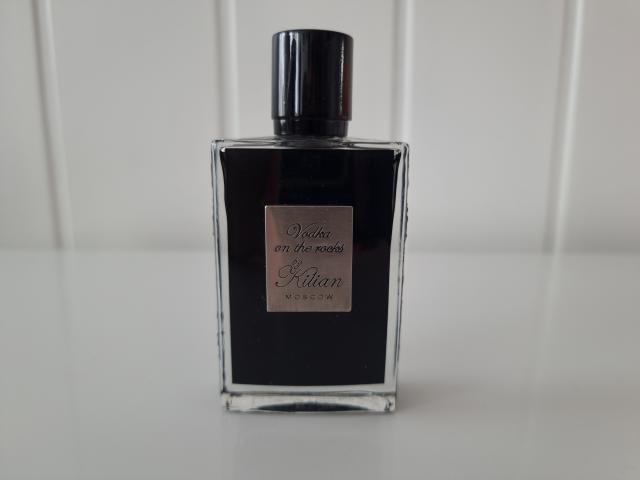 Vodka
on the rocks
by
Kilian
MOSCOW